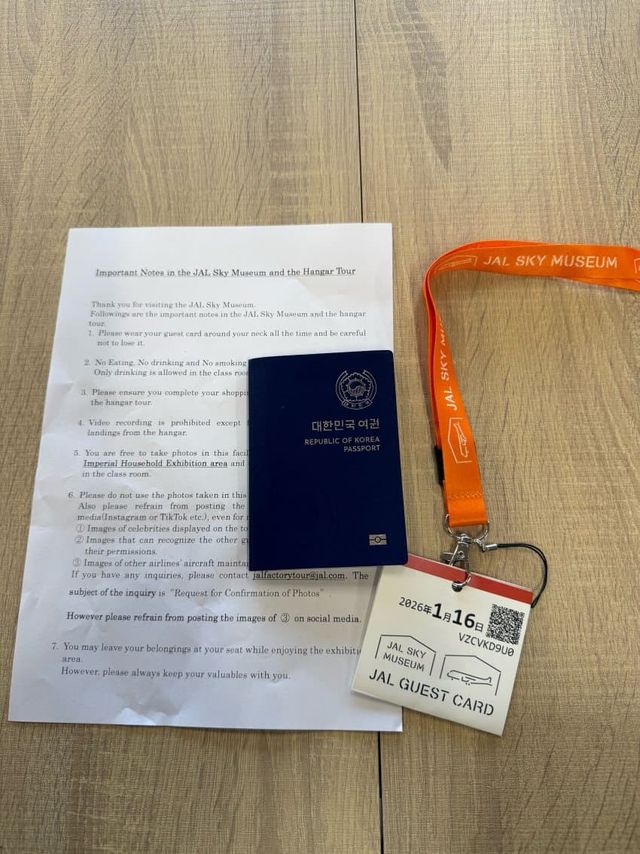 Important Notes in the JAL Sky Museum and the Hangar Tour
Thank you for visiting the JAL Sky Museum.
Followings are the important notes in the JAL Sky Museum and the hangar
tour.
1. Please wear your guest card around your neck all the time and be careful
not to lose it.
2. No Eating, No drinking and No smoking
Only drinking is allowed in the class room
3. Please ensure you complete your shopping
the hangar tour.
4. Video recording is prohibited except
landings from the hangar.
5. You are free to take photos in this
Imperial Household Exhibition area and
in the class room.
6. Please do not use the photos taken in this
Also please refrain from posting the
media(Instagram or TikTok etc.), even for
① Images of celebrities displayed on the
② Images that can recognize the other
their permissions.
③ Images of other airlines' aircraft
If you have any inquiries, please contact jalfactorytour@jal.com. The
subject of the inquiry is "Request for Confirmation of Photos"
However please refrain from posting the images of ③ on social media.
7. You may leave your belongings at your seat while enjoying the
area.
However, please always keep your valuables with you.
대한민국 여권
REPUBLIC OF KOREA
PASSPORT
JAL SKY MUSEUM
JAL SKY
2026年1月16日
VZCVKD9U0
JAL SKY
MUSEUM
JAL GUEST CARD